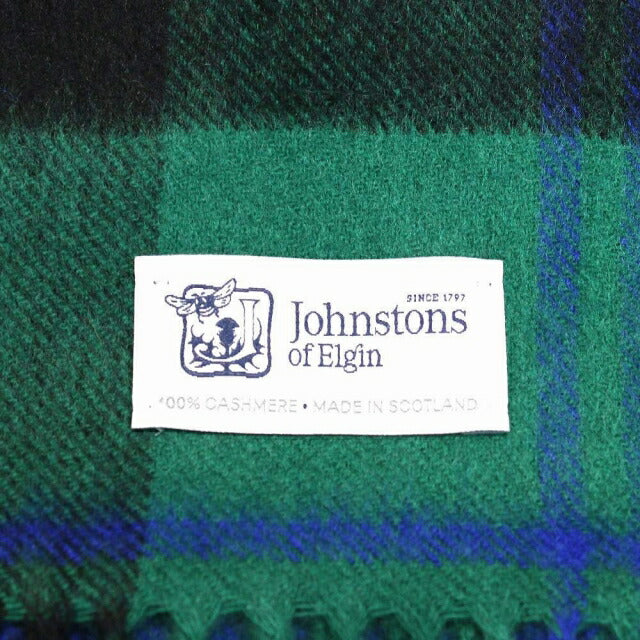 SINCE 1797
Johnstons
of Elgin
100% CASHMERE • MADE IN SCOTLAND